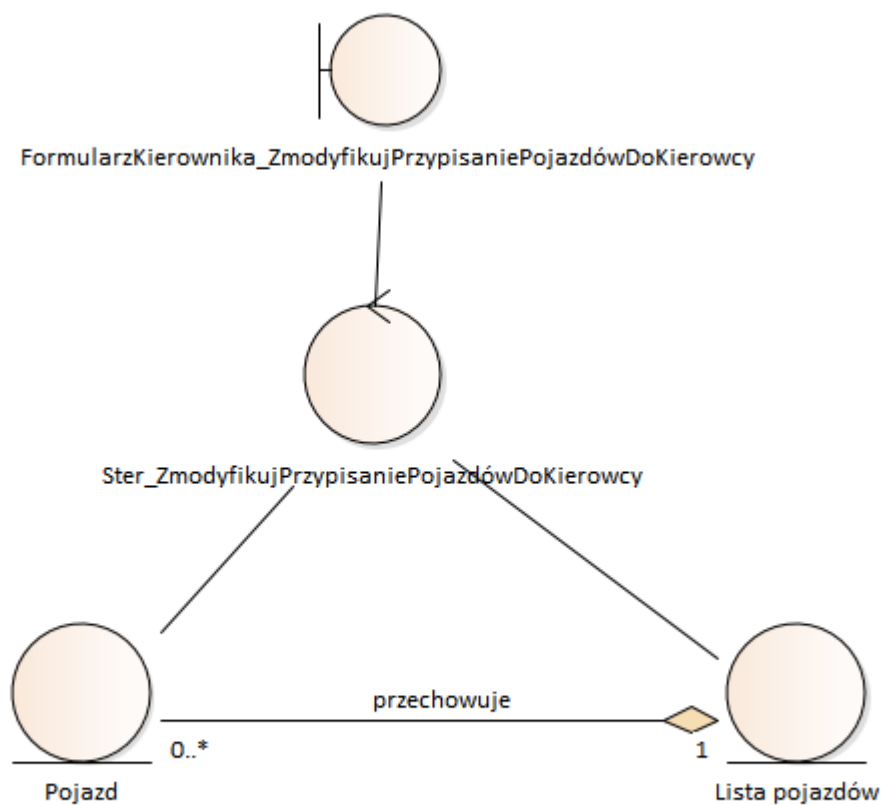 FormularzKierownika_ZmodyfikujPrzypisaniePojazdówDoKierowcy
Ster_ZmodyfikujPrzypisaniePojazdówDoKierowcy
przechowuje
0..*
1
Pojazd
Lista pojazdów